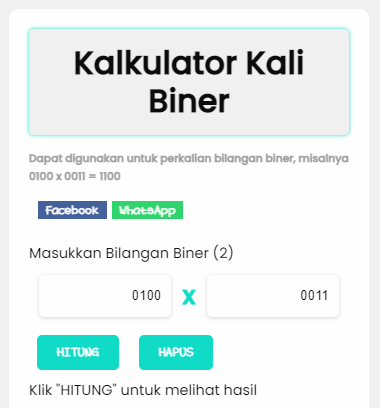 Kalkulator Kali
Biner
Dapat digunakan untuk perkalian bilangan biner, misalnya
0100 x 0011 = 1100
Facebook WhatsApp
Masukkan Bilangan Biner (2)
0100 X 0011
HITUNG HAPUS
Klik "HITUNG" untuk melihat hasil